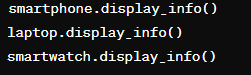 smartphone.display_info()
laptop.display_info()
smartwatch.display_info()